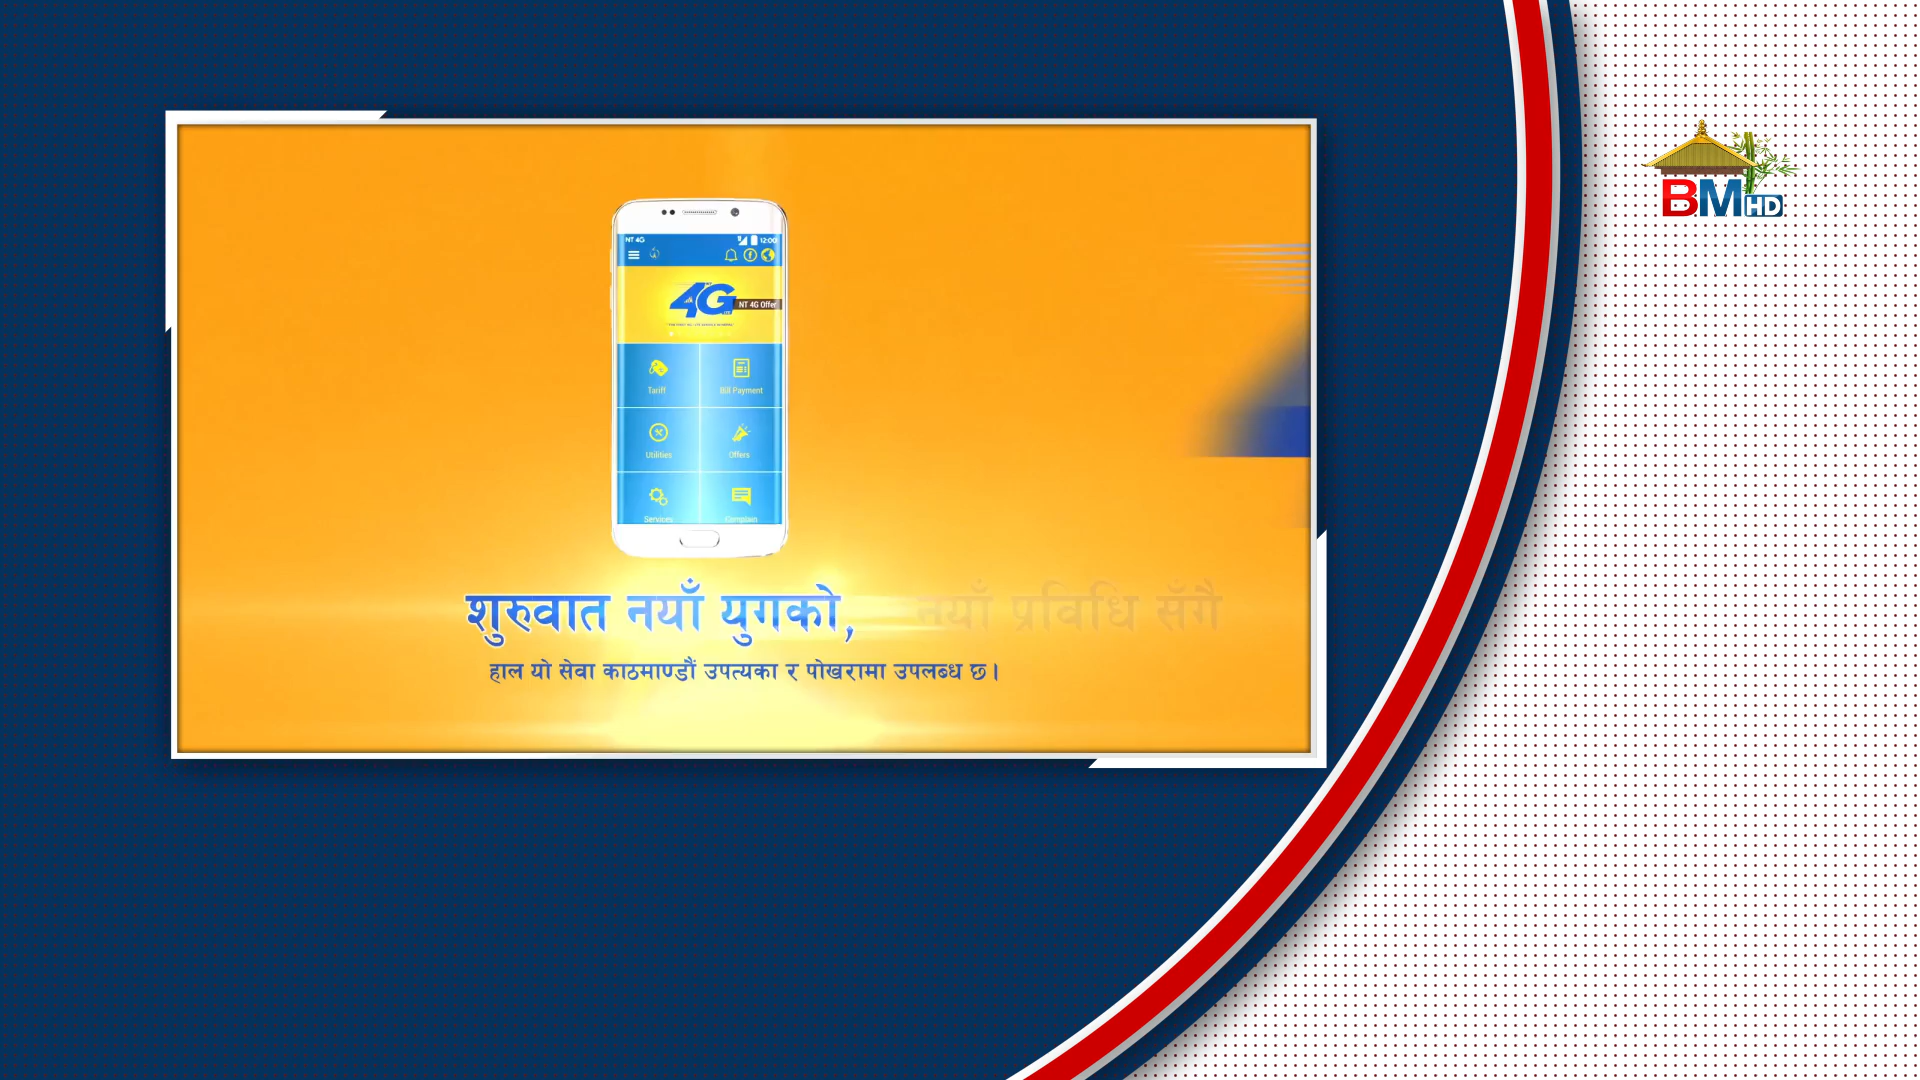 BMHD
NT 4G 12:00
4G
NT 4G Offer
Tariff Bill Payment
Utilities Offers
Services Complain
शुरुवात नयाँ युगको, नयाँ प्रविधि सँगै
हाल यो सेवा काठमाण्डौं उपत्यका र पोखरामा उपलब्ध छ।